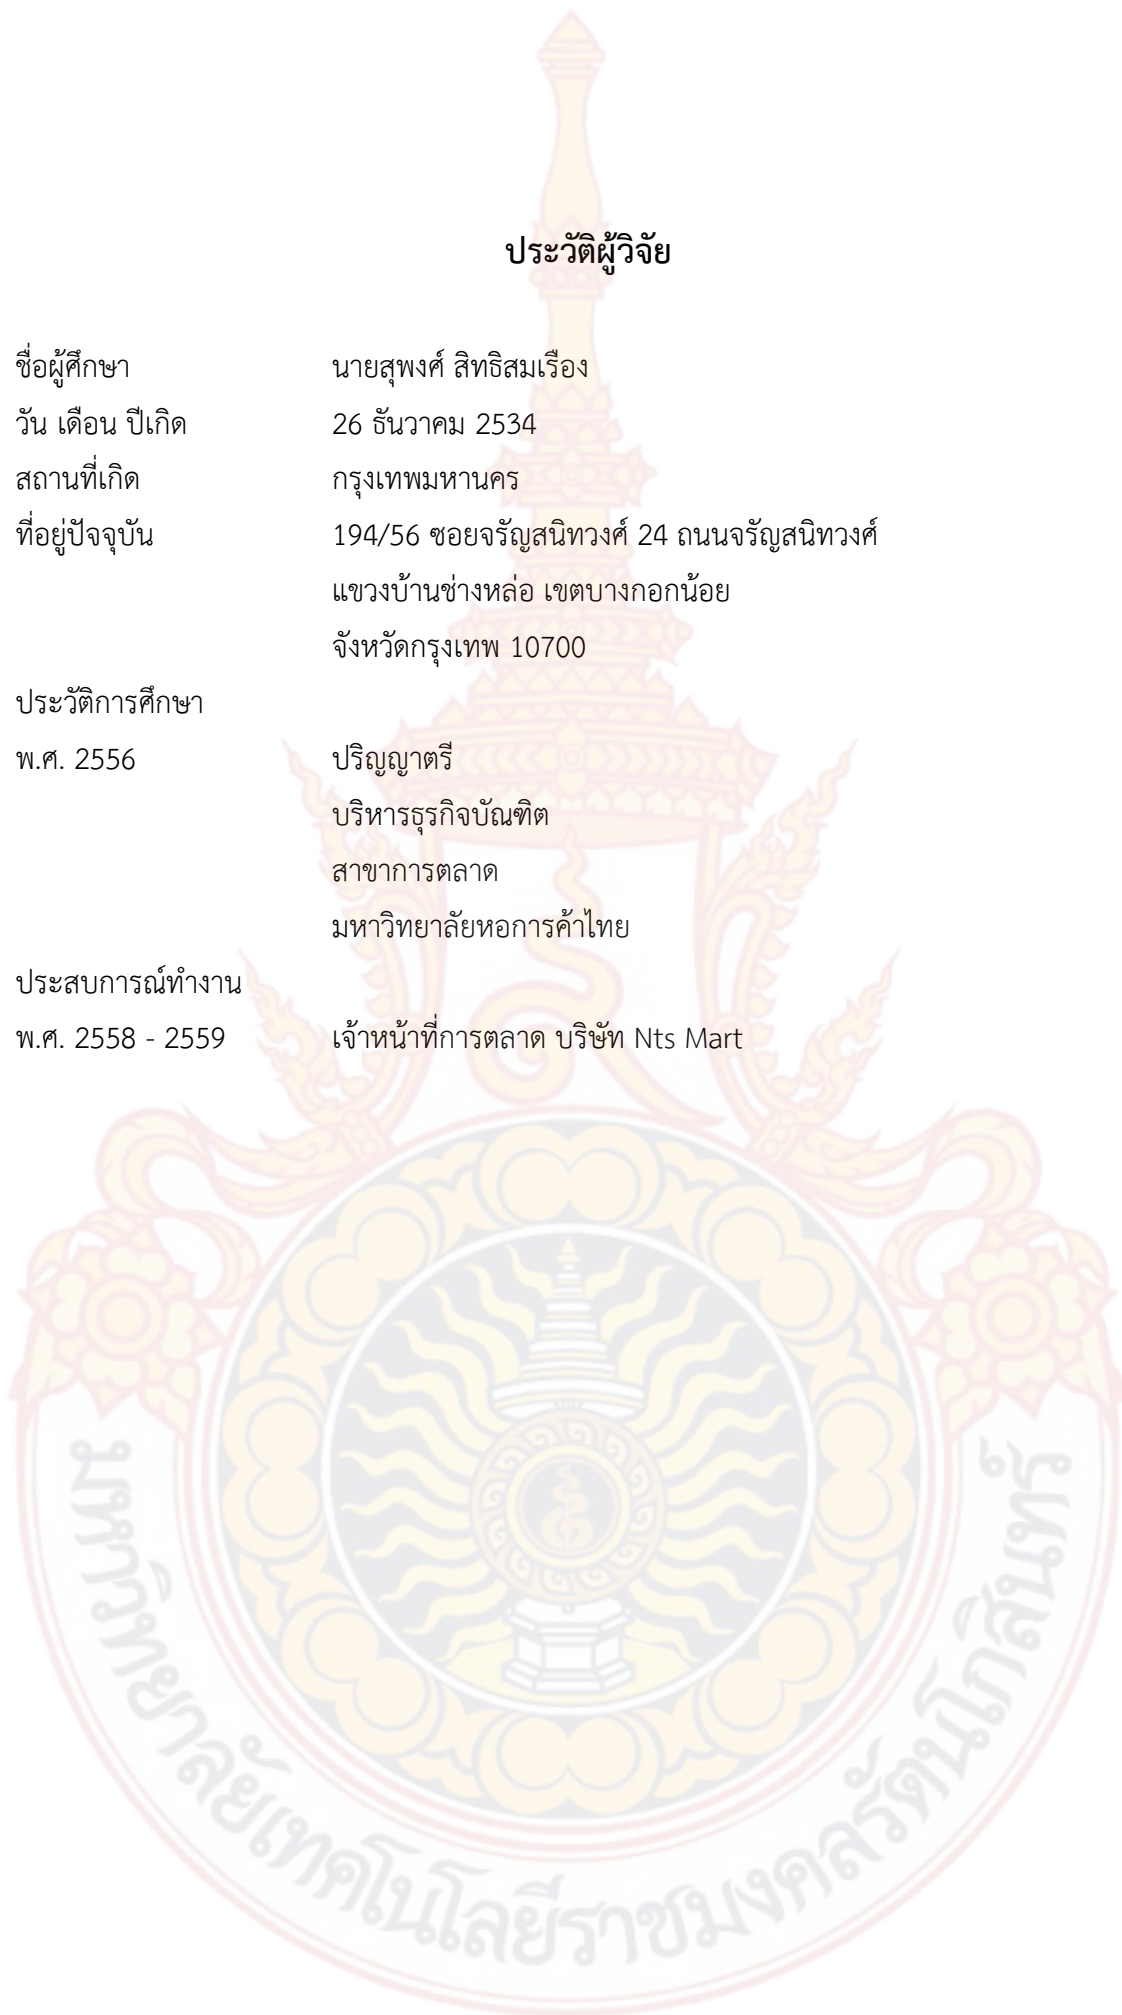 ประวัติผู้วิจัย
ชื่อผู้ศึกษา นายสุพงศ์ สิทธิสมเรือง
วัน เดือน ปีเกิด 26 ธันวาคม 2534
สถานที่เกิด กรุงเทพมหานคร
ที่อยู่ปัจจุบัน 194/56 ซอยจรัญสนิทวงศ์ 24 ถนนจรัญสนิทวงศ์
แขวงบ้านช่างหล่อ เขตบางกอกน้อย
จังหวัดกรุงเทพ 10700
ประวัติการศึกษา
พ.ศ. 2556 ปริญญาตรี
บริหารธุรกิจบัณฑิต
สาขาการตลาด
มหาวิทยาลัยหอการค้าไทย
ประสบการณ์ทำงาน
พ.ศ. 2558 - 2559 เจ้าหน้าที่การตลาด บริษัท Nts Mart
มหาวิทยาลัยเทคโนโลยีราชมงคลรัตนโกสินทร์